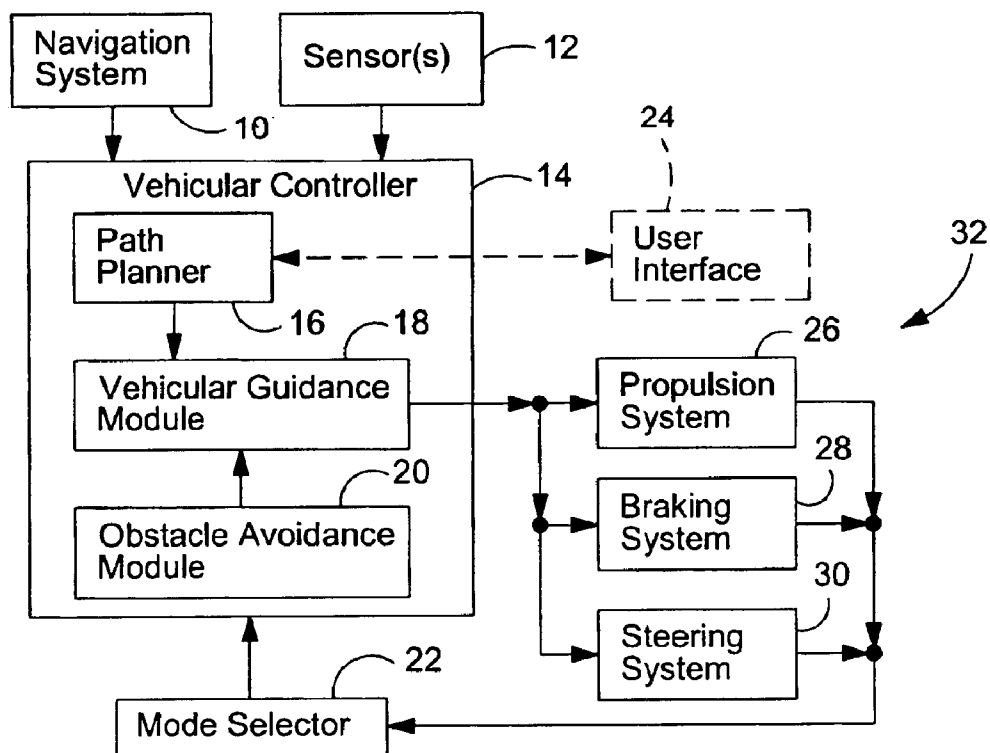 Navigation
System
Sensor(s)
12
10
24
Vehicular Controller
14
Path
Planner
User
Interface
32
16
18
26
Vehicular Guidance
Module
Propulsion
System
20
28
Obstacle Avoidance
Module
Braking
System
30
Steering
System
22
Mode Selector